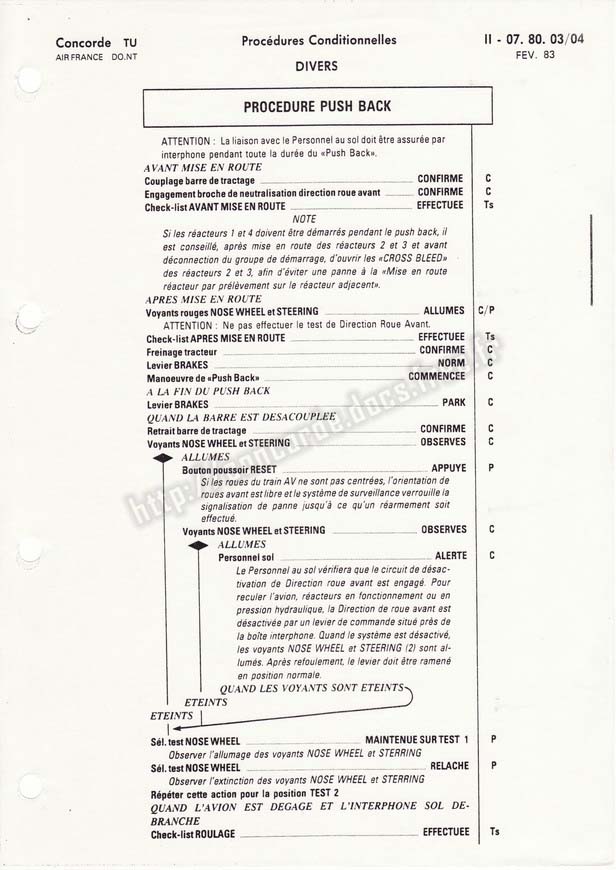 Concorde TU
AIR FRANCE DO.NT
Procédures Conditionnelles
DIVERS
II - 07. 80. 03/04
FEV. 83
PROCEDURE PUSH BACK
ATTENTION : La liaison avec le Personnel au sol doit être assurée par
interphone pendant toute la durée du «Push Back».
AVANT MISE EN ROUTE
Couplage barre de tractage CONFIRME C
Engagement broche de neutralisation direction roue avant CONFIRME C
Check-list AVANT MISE EN ROUTE EFFECTUEE Ts
NOTE
Si les réacteurs 1 et 4 doivent être démarrés pendant le push back, il
est conseillé, après mise en route des réacteurs 2 et 3 et avant
déconnection du groupe de démarrage, d'ouvrir les «CROSS BLEED»
des réacteurs 2 et 3, afin d'éviter une panne à la «Mise en route
réacteur par prélèvement sur le réacteur adjacent».
APRES MISE EN ROUTE
Voyants rouges NOSE WHEEL et STEERING ALLUMES C/P
ATTENTION : Ne pas effectuer le test de Direction Roue Avant.
Check-list APRES MISE EN ROUTE EFFECTUEE Ts
Freinage tracteur CONFIRME C
Levier BRAKES NORM C
Manoeuvre de «Push Back» COMMENCEE C
A LA FIN DU PUSH BACK
Levier BRAKES PARK C
QUAND LA BARRE EST DESACOUPLEE
Retrait barre de tractage CONFIRME C
Voyants NOSE WHEEL et STEERING OBSERVES C
ALLUMES
Bouton poussoir RESET APPUYE P
Si les roues du train AV ne sont pas centrées, l'orientation de
roues avant est libre et le système de surveillance verrouille la
signalisation de panne jusqu'à ce qu'un réarmement soit
effectué.
Voyants NOSE WHEEL et STEERING OBSERVES C
ALLUMES
Personnel sol ALERTE C
Le Personnel au sol vérifiera que le circuit de désac-
tivation de Direction roue avant est engagé. Pour
reculer l'avion, réacteurs en fonctionnement ou en
pression hydraulique, la Direction de roue avant est
désactivée par un levier de commande situé près de
la boîte interphone. Quand le système est désactivé,
les voyants NOSE WHEEL et STEERING (2) sont al-
lumés. Après refoulement, le levier doit être ramené
en position normale.
QUAND LES VOYANTS SONT ETEINTS
ETEINTS
ETEINTS
Sél. test NOSE WHEEL MAINTENUE SUR TEST 1 P
Observer l'allumage des voyants NOSE WHEEL et STERRING
Sél. test NOSE WHEEL RELACHE P
Observer l'extinction des voyants NOSE WHEEL et STERRING
Répéter cette action pour la position TEST 2
QUAND L'AVION EST DEGAGE ET L'INTERPHONE SOL DE-
BRANCHE
Check-list ROULAGE EFFECTUEE Ts
http://concorde.docs.free.fr